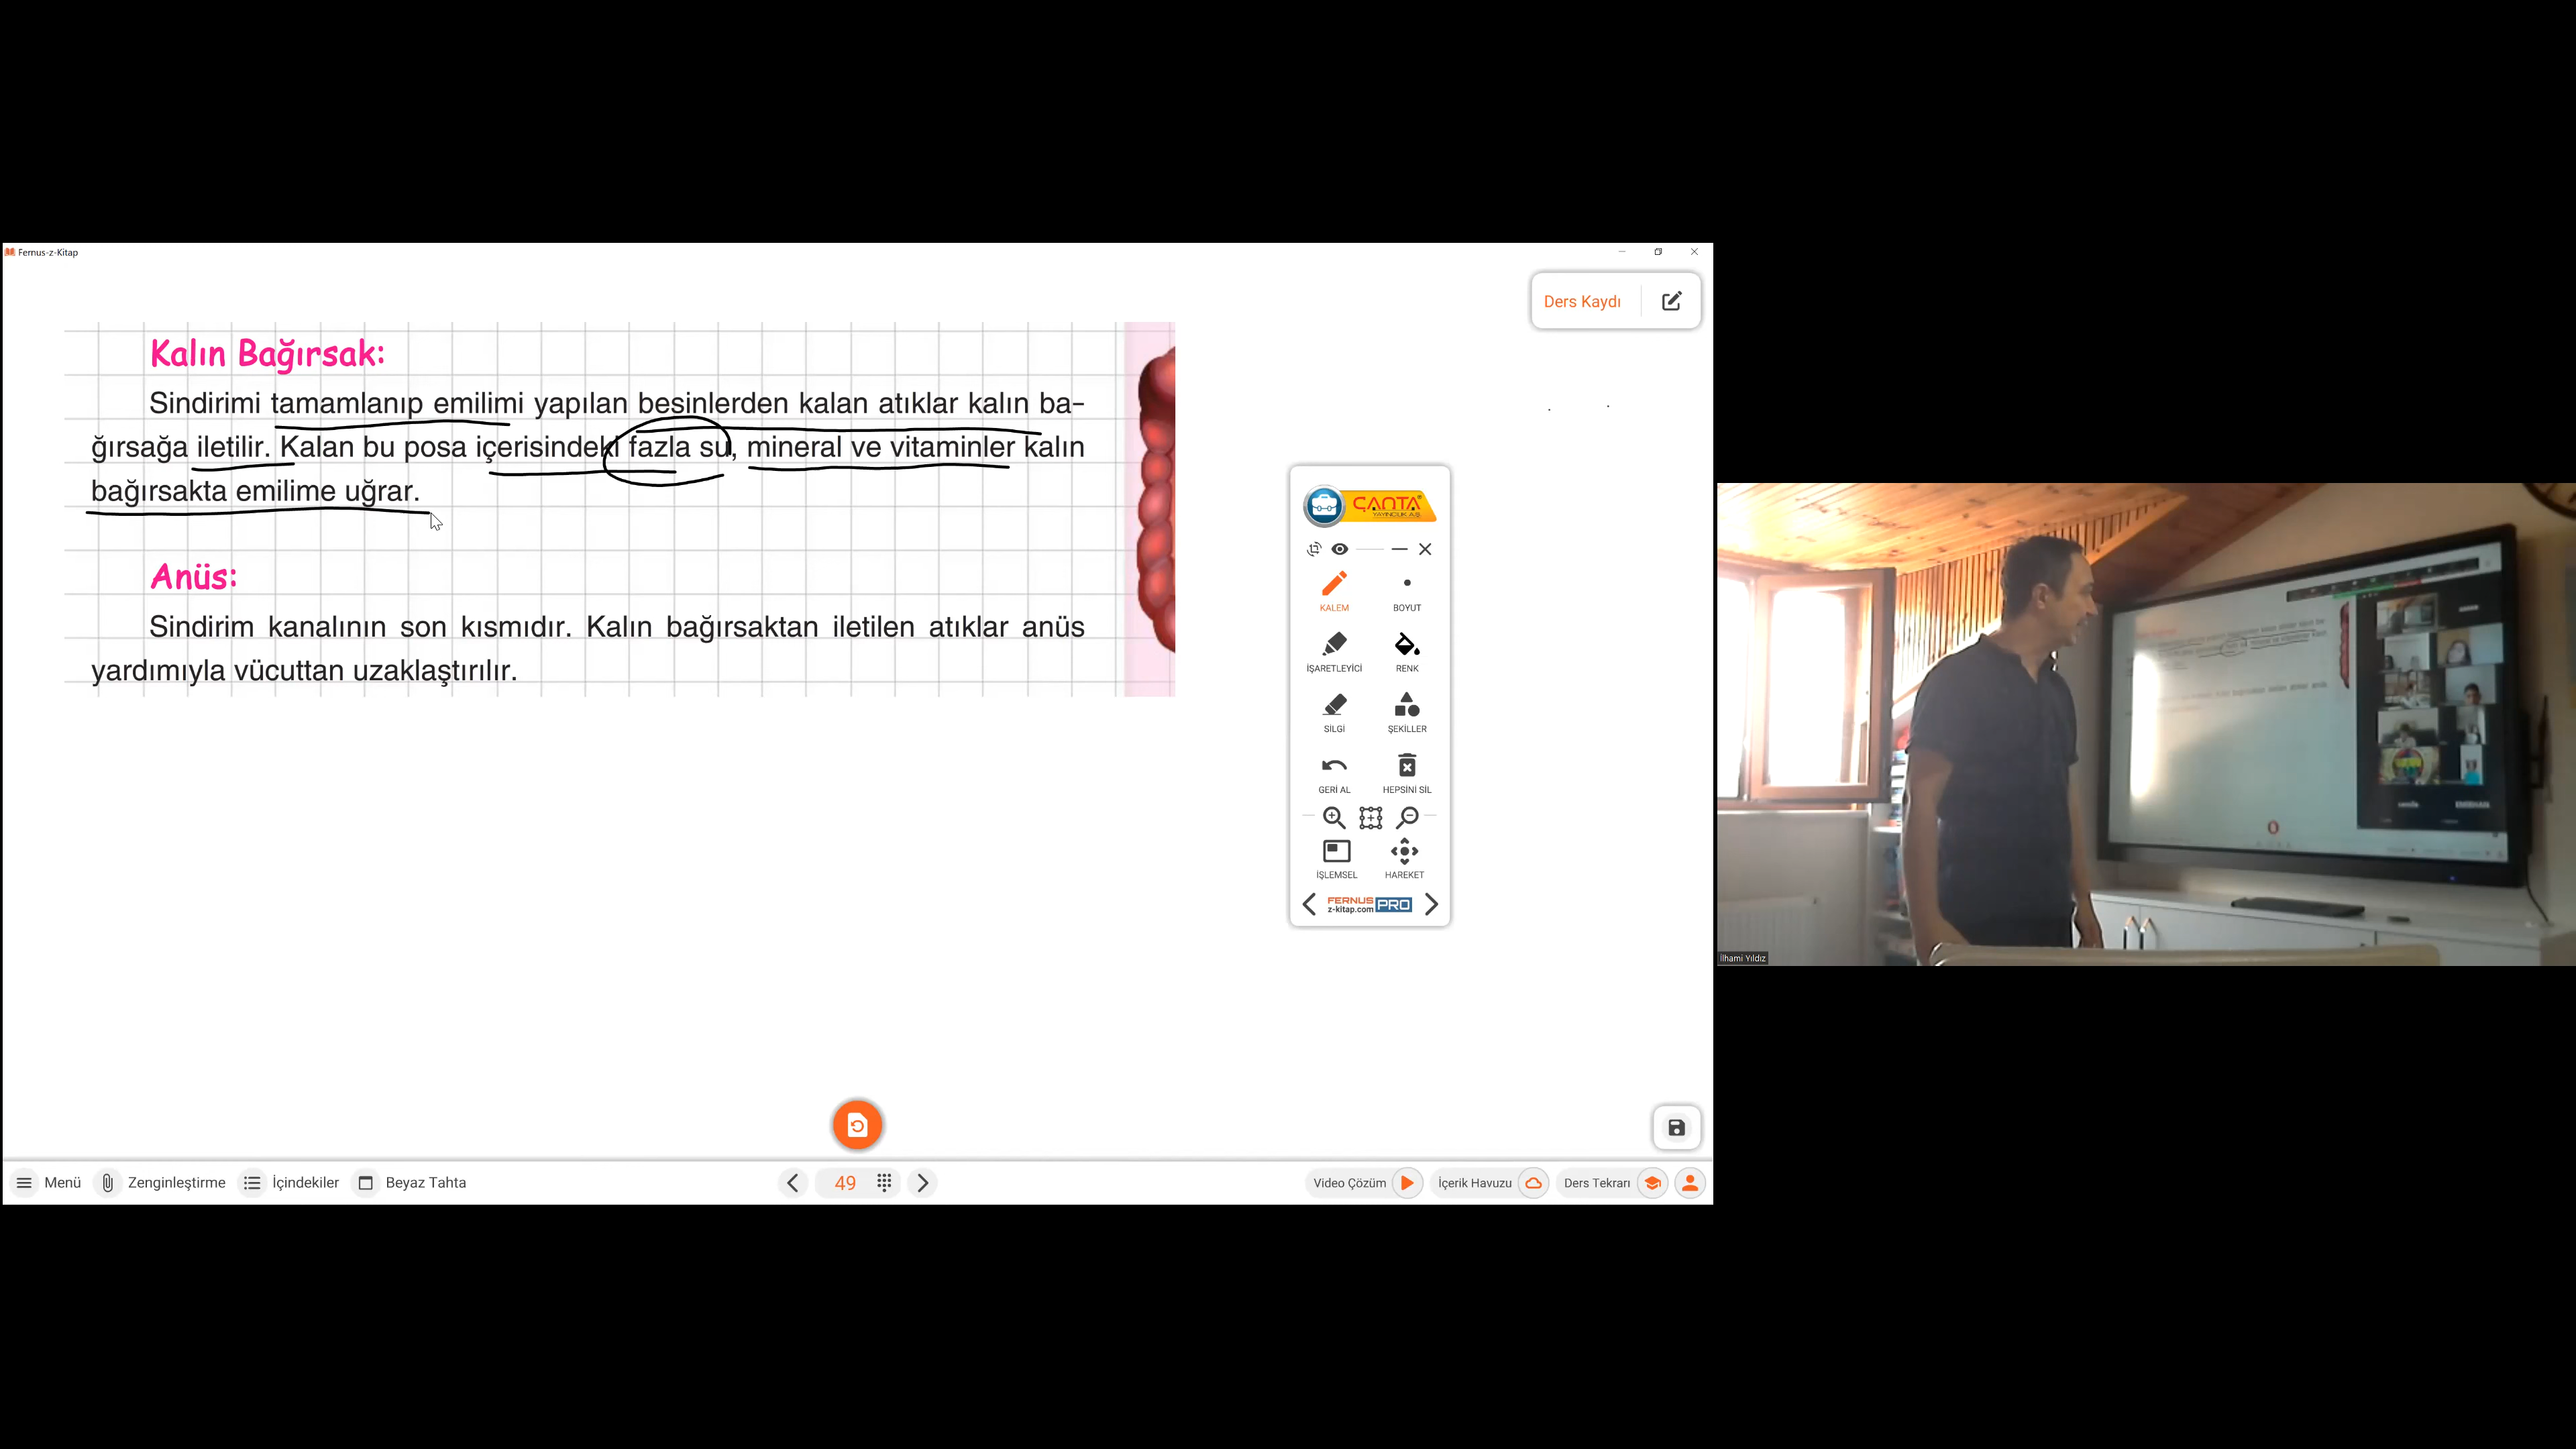 Fernus-z-Kitap
Ders Kaydı
Kalın Bağırsak:
Sindirimi tamamlanıp emilimi yapılan besinlerden kalan atıklar kalın ba-
ğırsağa iletilir. Kalan bu posa içerisindeki fazla su, mineral ve vitaminler kalın
bağırsakta emilime uğrar.
Anüs:
Sindirim kanalının son kısmıdır. Kalın bağırsaktan iletilen atıklar anüs
yardımıyla vücuttan uzaklaştırılır.
ÇANTA
YAYINCILIK A.Ş.
KALEM BOYUT
İŞARETLEYİCİ RENK
SİLGİ ŞEKİLLER
GERİ AL HEPSİNİ SİL
İŞLEMSEL HAREKET
FERNUS
z-kitap.com PRO
İlhami Yıldız
Menü Zenginleştirme İçindekiler Beyaz Tahta 49 Video Çözüm İçerik Havuzu Ders Tekrarı